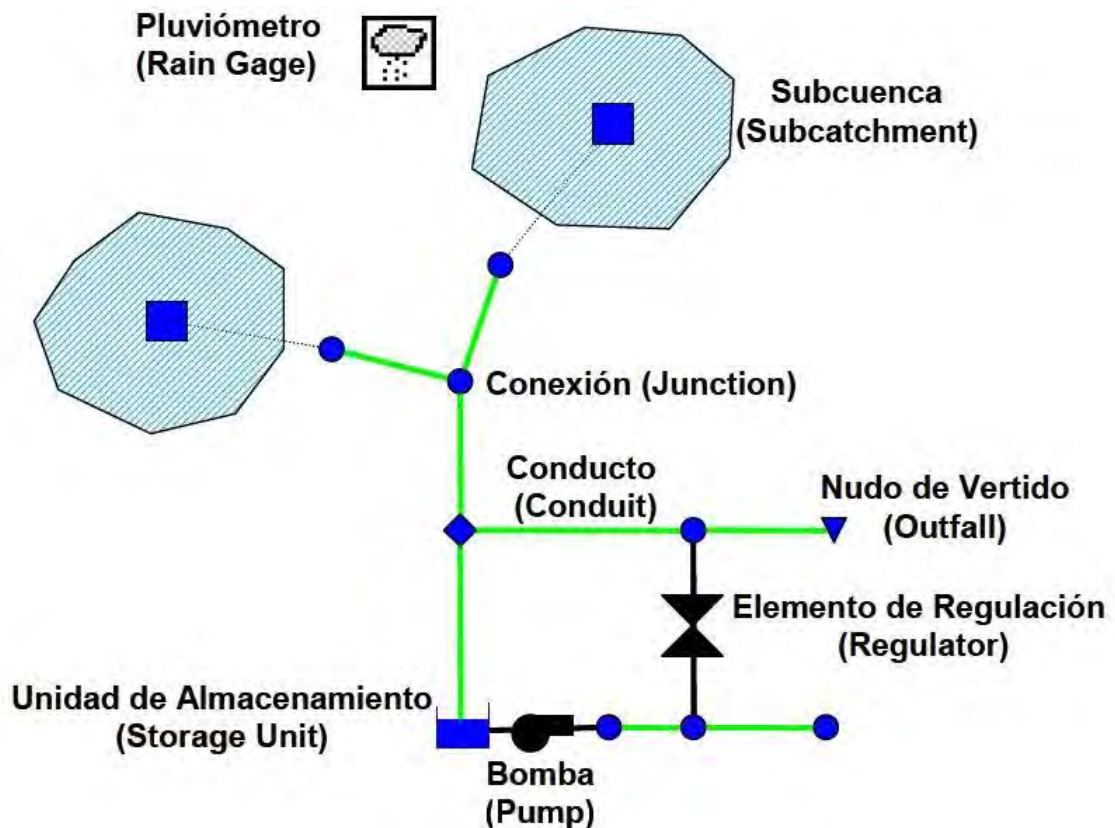 Pluviómetro
(Rain Gage)
Subcuenca
(Subcatchment)
Conexión (Junction)
Conducto
(Conduit)
Nudo de Vertido
(Outfall)
Elemento de Regulación
(Regulator)
Unidad de Almacenamiento
(Storage Unit)
Bomba
(Pump)